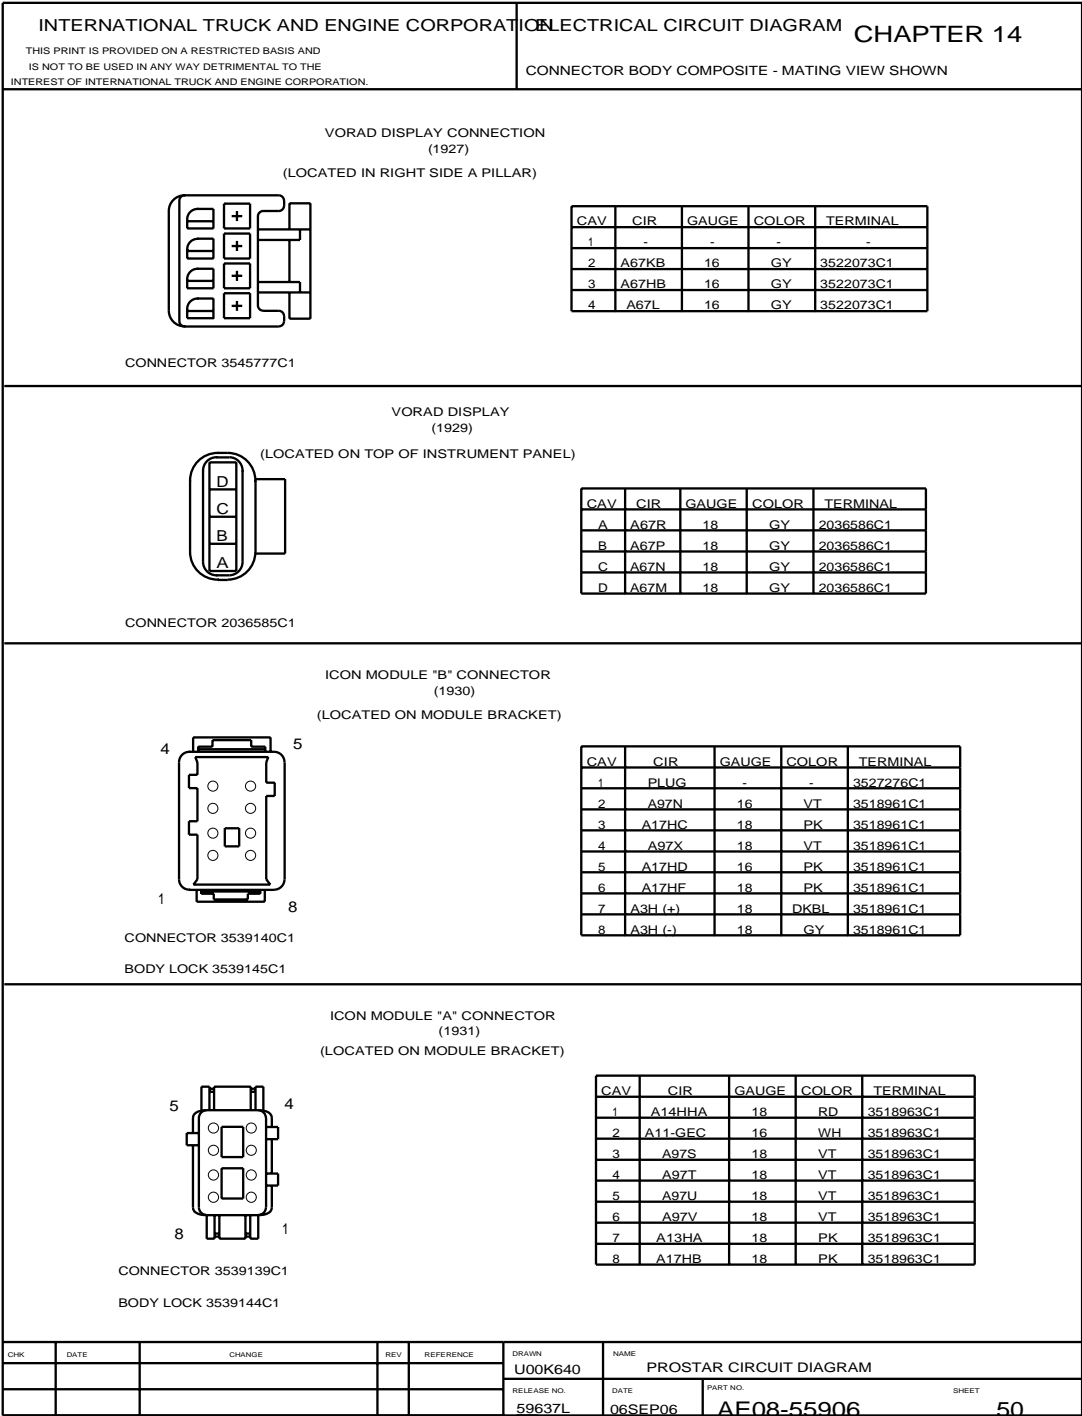 INTERNATIONAL TRUCK AND ENGINE CORPORATION
THIS PRINT IS PROVIDED ON A RESTRICTED BASIS AND
IS NOT TO BE USED IN ANY WAY DETRIMENTAL TO THE
INTEREST OF INTERNATIONAL TRUCK AND ENGINE CORPORATION.
ELECTRICAL CIRCUIT DIAGRAM CHAPTER 14
CONNECTOR BODY COMPOSITE - MATING VIEW SHOWN
VORAD DISPLAY CONNECTION
(1927)
(LOCATED IN RIGHT SIDE A PILLAR)
+
+
+
+
CONNECTOR 3545777C1
CAV CIR GAUGE COLOR TERMINAL
1 - - - -
2 A67KB 16 GY 3522073C1
3 A67HB 16 GY 3522073C1
4 A67L 16 GY 3522073C1
VORAD DISPLAY
(1929)
(LOCATED ON TOP OF INSTRUMENT PANEL)
D
C
B
A
CONNECTOR 2036585C1
CAV CIR GAUGE COLOR TERMINAL
A A67R 18 GY 2036586C1
B A67P 18 GY 2036586C1
C A67N 18 GY 2036586C1
D A67M 18 GY 2036586C1
ICON MODULE "B" CONNECTOR
(1930)
(LOCATED ON MODULE BRACKET)
4 5
1 8
CONNECTOR 3539140C1
BODY LOCK 3539145C1
CAV CIR GAUGE COLOR TERMINAL
1 PLUG - - 3527276C1
2 A97N 16 VT 3518961C1
3 A17HC 18 PK 3518961C1
4 A97X 18 VT 3518961C1
5 A17HD 16 PK 3518961C1
6 A17HF 18 PK 3518961C1
7 A3H (+) 18 DKBL 3518961C1
8 A3H (-) 18 GY 3518961C1
ICON MODULE "A" CONNECTOR
(1931)
(LOCATED ON MODULE BRACKET)
5 4
8 1
CONNECTOR 3539139C1
BODY LOCK 3539144C1
CAV CIR GAUGE COLOR TERMINAL
1 A14HHA 18 RD 3518963C1
2 A11-GEC 16 WH 3518963C1
3 A97S 18 VT 3518963C1
4 A97T 18 VT 3518963C1
5 A97U 18 VT 3518963C1
6 A97V 18 VT 3518963C1
7 A13HA 18 PK 3518963C1
8 A17HB 18 PK 3518963C1
CHK DATE CHANGE REV REFERENCE
DRAWN
U00K640
NAME
PROSTAR CIRCUIT DIAGRAM
RELEASE NO.
59637L
DATE
06SEP06
PART NO.
AE08-55906
SHEET
50